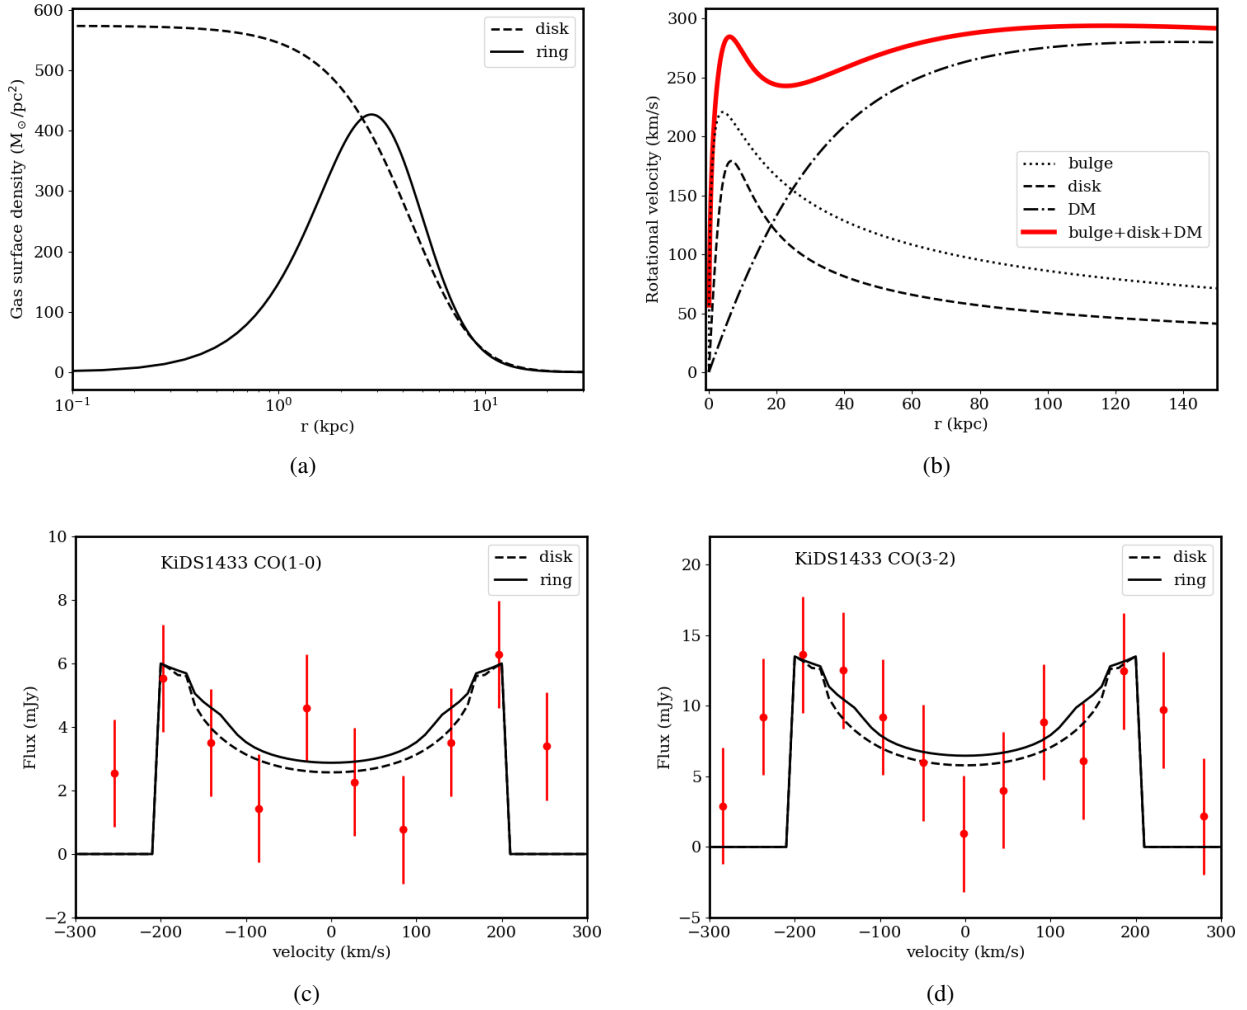 600
500
400
300
200
100
0
Gas surface density (M⊙/pc²)
disk
ring
10⁻¹
10⁰
10¹
r (kpc)
(a)
300
250
200
150
100
50
0
Rotational velocity (km/s)
bulge
disk
DM
bulge+disk+DM
0 20 40 60 80 100 120 140
r (kpc)
(b)
10
8
6
4
2
0
−2
Flux (mJy)
KiDS1433 CO(1-0)
disk
ring
−300 −200 −100 0 100 200 300
velocity (km/s)
(c)
20
15
10
5
0
−5
Flux (mJy)
KiDS1433 CO(3-2)
disk
ring
−300 −200 −100 0 100 200 300
velocity (km/s)
(d)